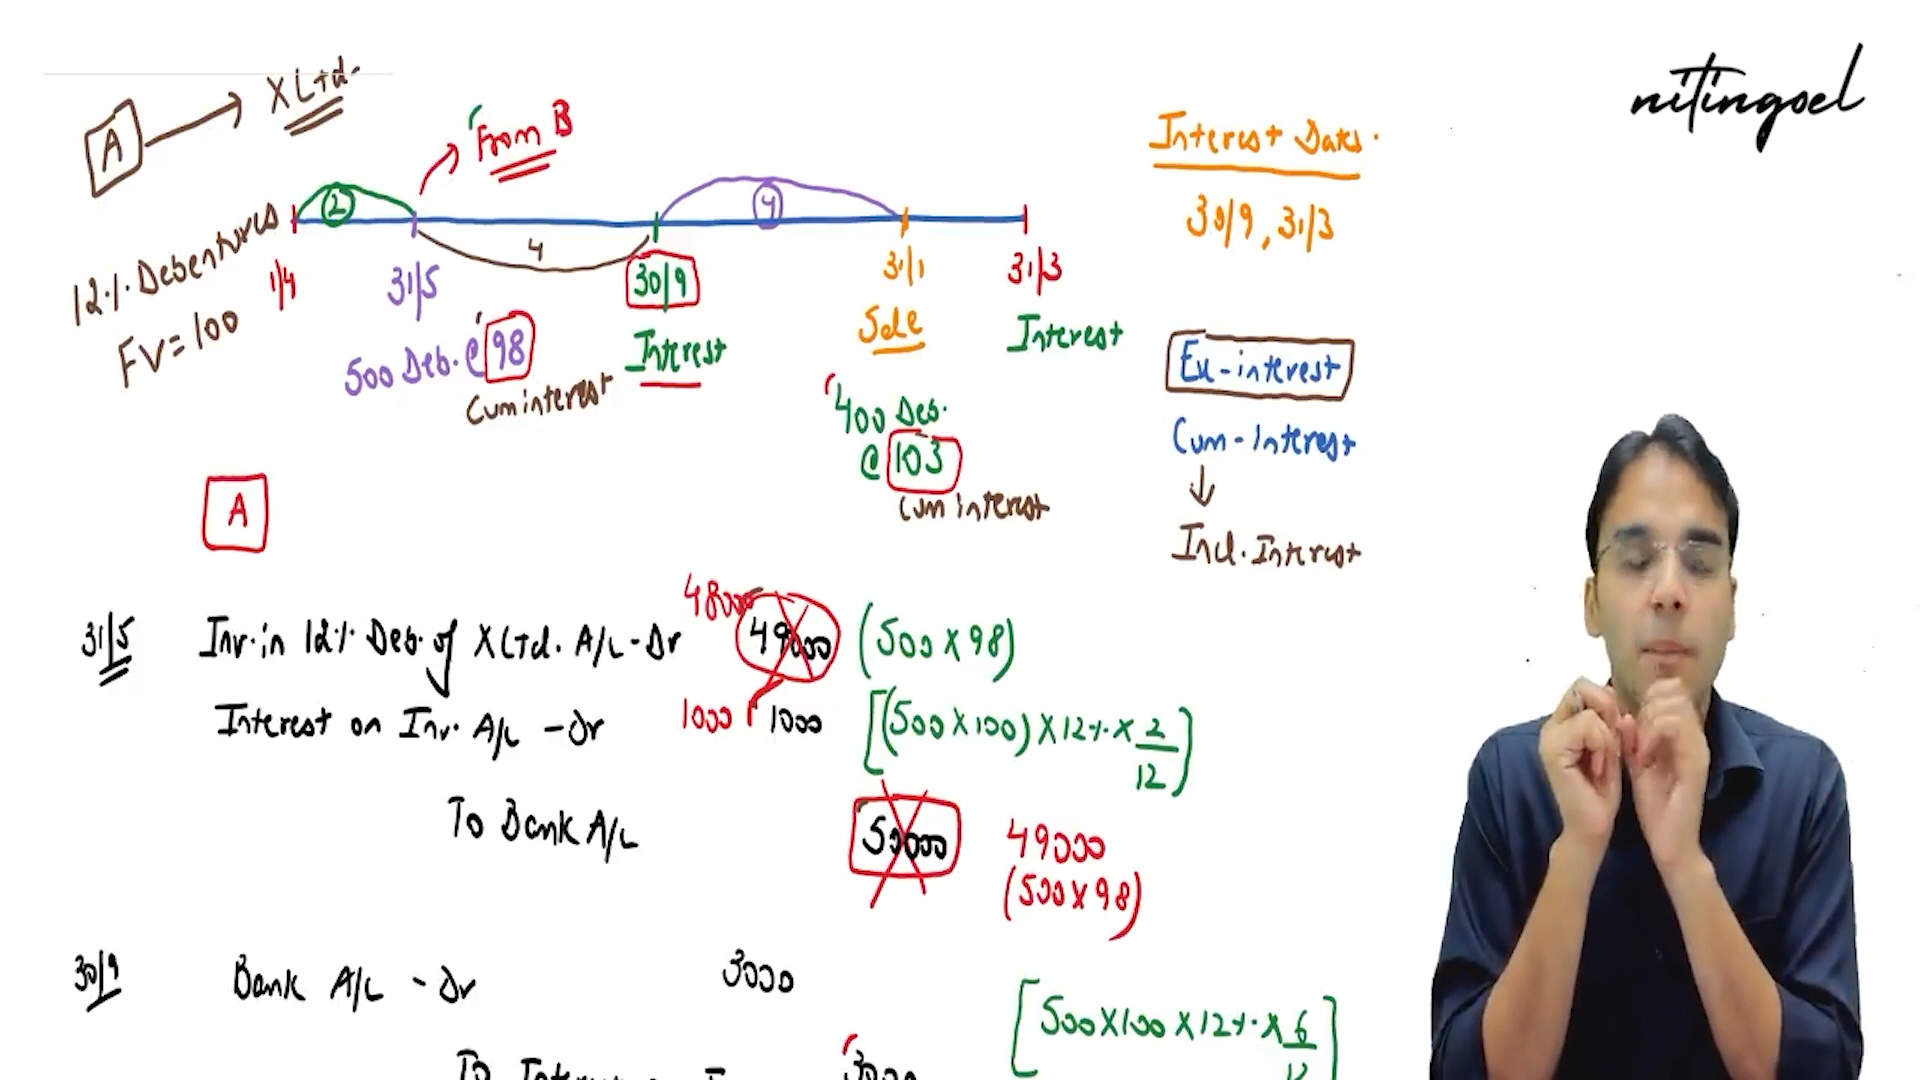 nitingoel
A
X Ltd.
From B
Interest Dates.
30/9, 31/3
2
4
4
12.1. Debentures
FV=100
1/4
31/5
30/9
31/1
31/3
500 Deb. @ 98
Cum interest
Interest
Sale
Interest
400 Deb.
@ 103
Cum interest
Ex-interest
Cum-Interest
↓
Incl. Interest
A
31/5
Inv. in 12% Deb. of X Ltd. A/c - Dr
48000
49000
(500 x 98)
Interest on Inv. A/c - Dr
1000
1000
[(500 x 100) x 12% x 2/12]
To Bank A/c
50000
49000
(500 x 98)
30/9
Bank A/c - Dr
3000
[500 x 100 x 12% x 6/12]
To
3000